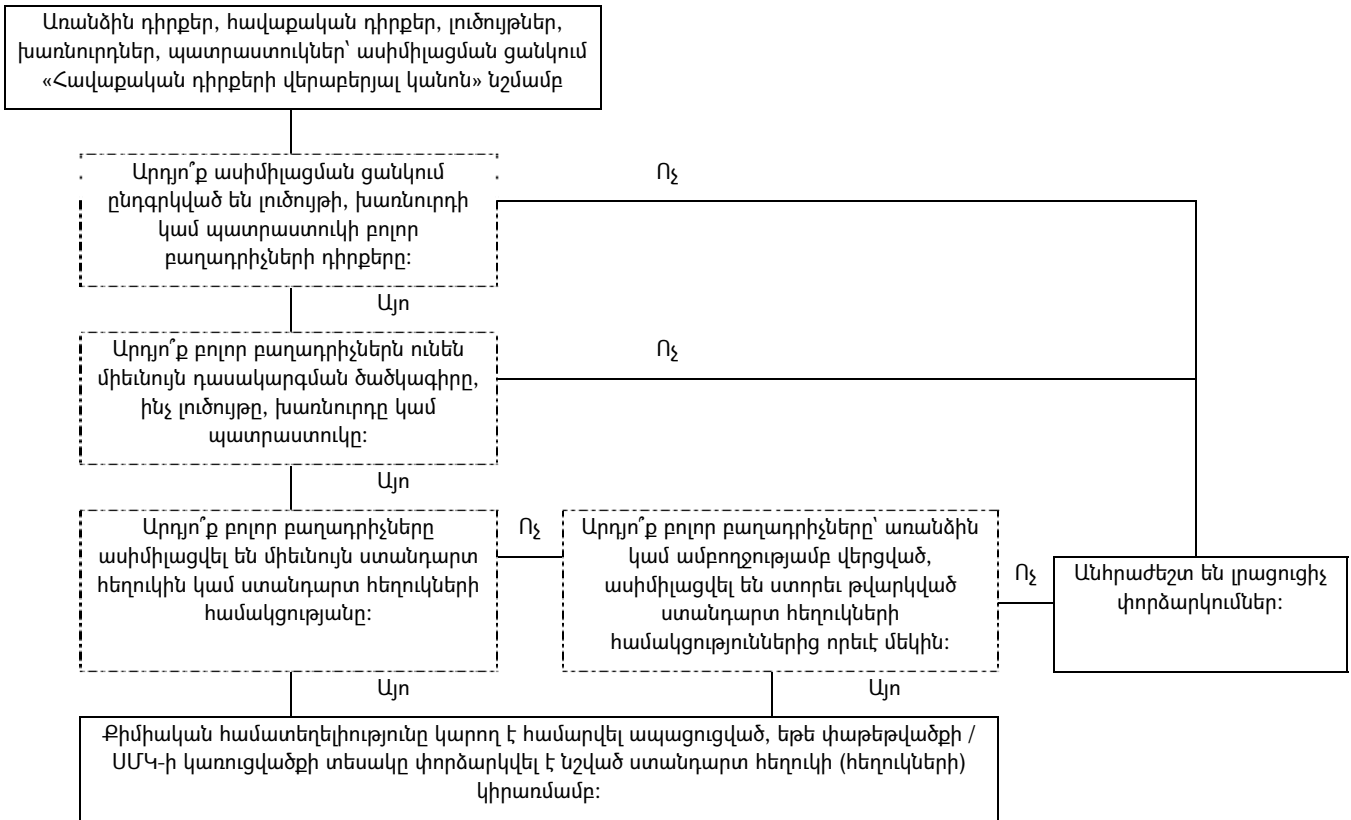 Առանձին դիրքեր, հավաքական դիրքեր, լուծույթներ,
խառնուրդներ, պատրաստուկներ՝ ասիմիլացման ցանկում
«Հավաքական դիրքերի վերաբերյալ կանոն» նշմամբ
Արդյո՞ք ասիմիլացման ցանկում
ընդգրկված են լուծույթի, խառնուրդի
կամ պատրաստուկի բոլոր
բաղադրիչների դիրքերը:
Ոչ
Այո
Արդյո՞ք բոլոր բաղադրիչներն ունեն
միեւնույն դասակարգման ծածկագիրը,
ինչ լուծույթը, խառնուրդը կամ
պատրաստուկը:
Ոչ
Այո
Արդյո՞ք բոլոր բաղադրիչները
ասիմիլացվել են միեւնույն ստանդարտ
հեղուկին կամ ստանդարտ հեղուկների
համակցությանը:
Ոչ
Արդյո՞ք բոլոր բաղադրիչները՝ առանձին
կամ ամբողջությամբ վերցված,
ասիմիլացվել են ստորեւ թվարկված
ստանդարտ հեղուկների
համակցություններից որեւէ մեկին:
Ոչ
Անհրաժեշտ են լրացուցիչ
փորձարկումներ:
Այո
Այո
Քիմիական համատեղելիությունը կարող է համարվել ապացուցված, եթե փաթեթվածքի /
ՍՄԿ-ի կառուցվածքի տեսակը փորձարկվել է նշված ստանդարտ հեղուկի (հեղուկների)
կիրառմամբ: